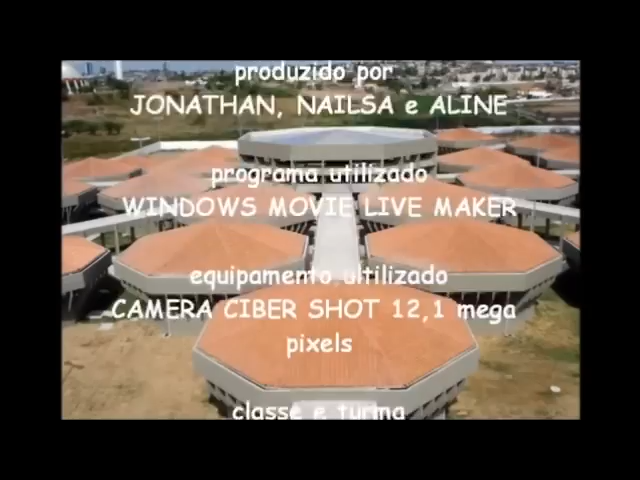 produzido por
JONATHAN, NAILSA e ALINE
programa utilizado
WINDOWS MOVIE LIVE MAKER
equipamento ultilizado
CAMERA CIBER SHOT 12,1 mega
pixels
classe e turma